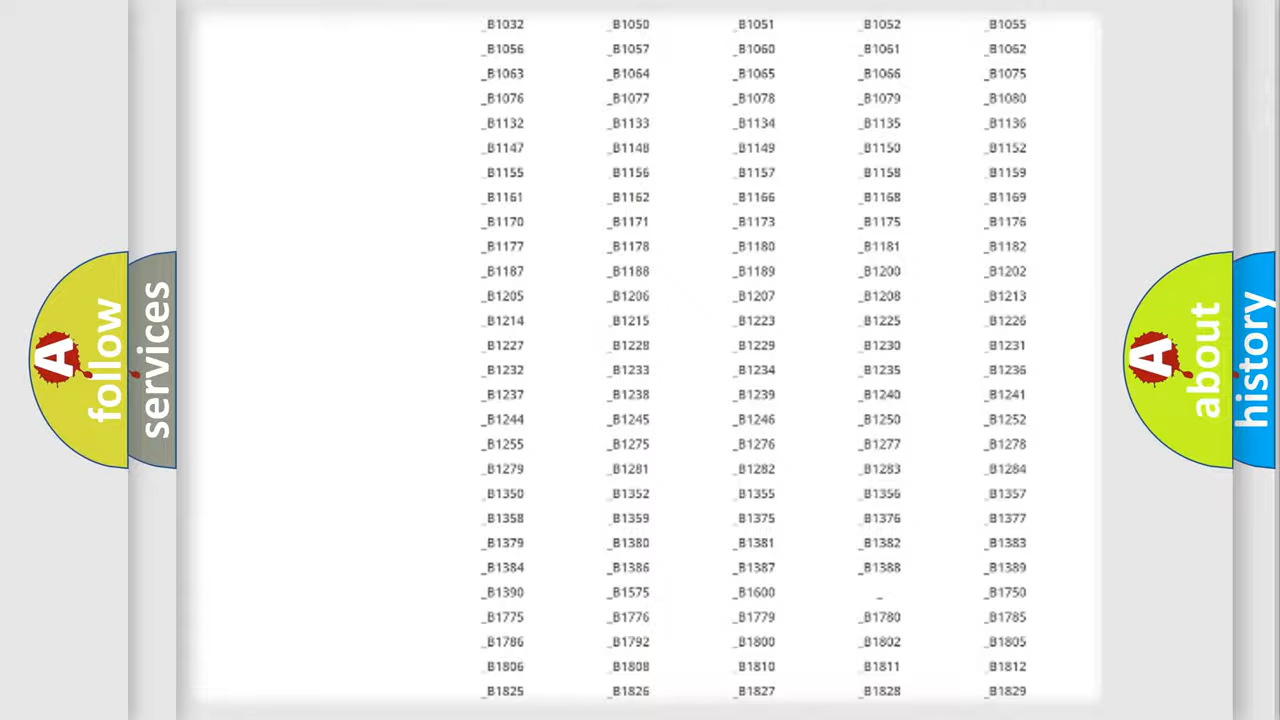 _B1032 _B1050 _B1051 _B1052 _B1055
_B1056 _B1057 _B1060 _B1061 _B1062
_B1063 _B1064 _B1065 _B1066 _B1075
_B1076 _B1077 _B1078 _B1079 _B1080
_B1132 _B1133 _B1134 _B1135 _B1136
_B1147 _B1148 _B1149 _B1150 _B1152
_B1155 _B1156 _B1157 _B1158 _B1159
_B1161 _B1162 _B1166 _B1168 _B1169
_B1170 _B1171 _B1173 _B1175 _B1176
_B1177 _B1178 _B1180 _B1181 _B1182
_B1187 _B1188 _B1189 _B1200 _B1202
_B1205 _B1206 _B1207 _B1208 _B1213
_B1214 _B1215 _B1223 _B1225 _B1226
_B1227 _B1228 _B1229 _B1230 _B1231
_B1232 _B1233 _B1234 _B1235 _B1236
_B1237 _B1238 _B1239 _B1240 _B1241
_B1244 _B1245 _B1246 _B1250 _B1252
_B1255 _B1275 _B1276 _B1277 _B1278
_B1279 _B1281 _B1282 _B1283 _B1284
_B1350 _B1352 _B1355 _B1356 _B1357
_B1358 _B1359 _B1375 _B1376 _B1377
_B1379 _B1380 _B1381 _B1382 _B1383
_B1384 _B1386 _B1387 _B1388 _B1389
_B1390 _B1575 _B1600 _ _B1750
_B1775 _B1776 _B1779 _B1780 _B1785
_B1786 _B1792 _B1800 _B1802 _B1805
_B1806 _B1808 _B1810 _B1811 _B1812
_B1825 _B1826 _B1827 _B1828 _B1829
A
follow
services
A
about
history